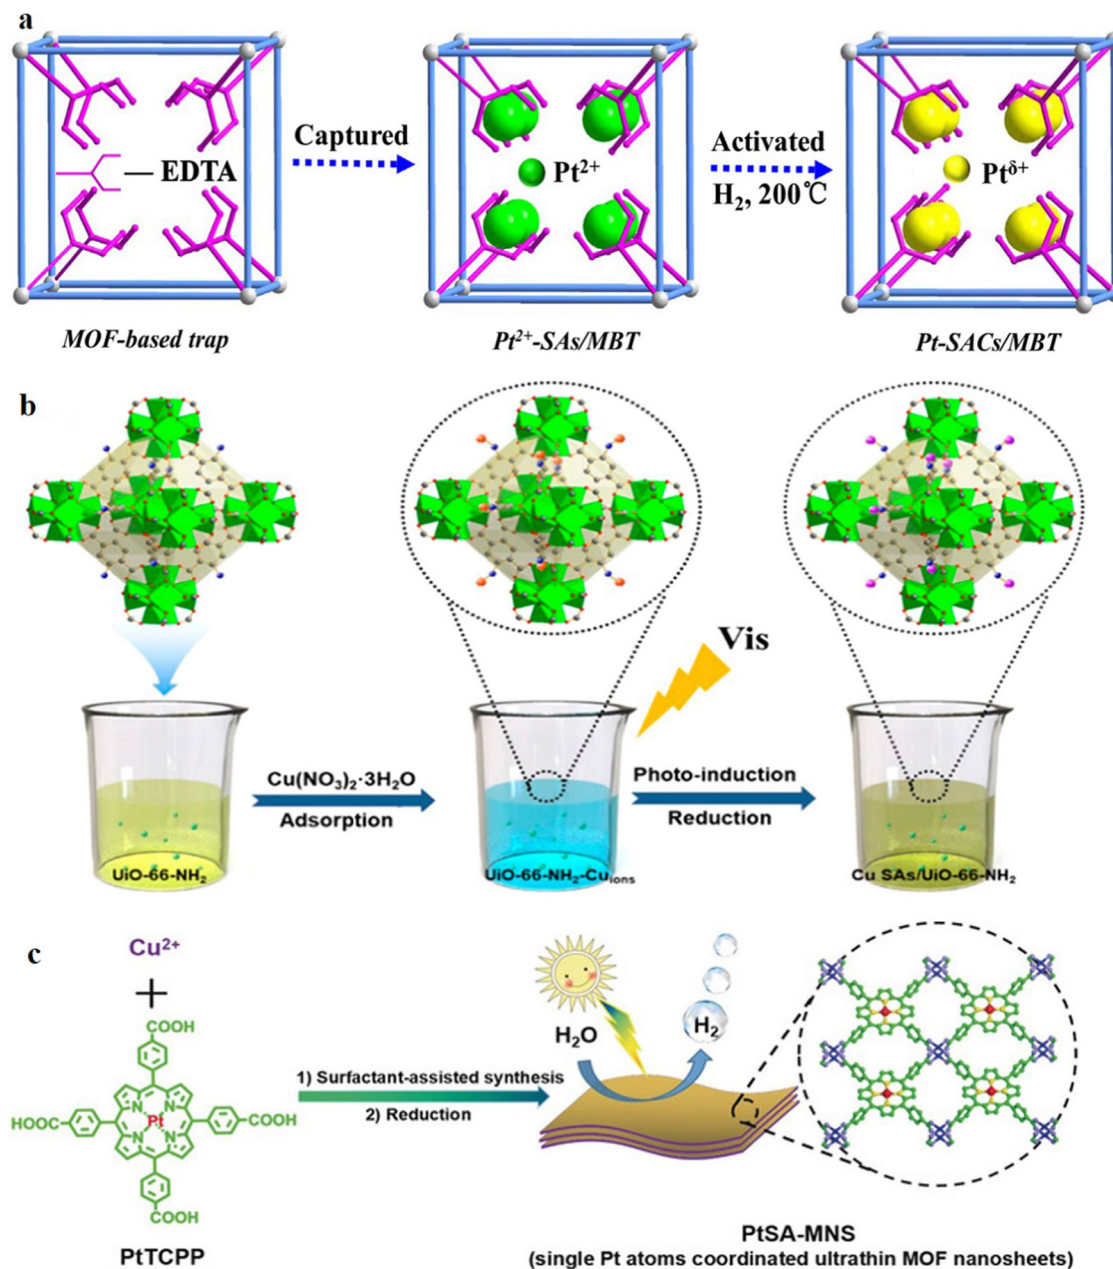 a
EDTA
Captured
Pt²⁺
Activated
H₂, 200℃
Ptᵟ⁺
MOF-based trap
Pt²⁺-SAs/MBT
Pt-SACs/MBT
b
Vis
Cu(NO₃)₂·3H₂O
Adsorption
Photo-induction
Reduction
UiO-66-NH₂
UiO-66-NH₂-Cuᵢₒₙₛ
Cu SAs/UiO-66-NH₂
c
Cu²⁺
+
COOH
HOOC
COOH
N
N
Pt
N
N
COOH
PtTCPP
1) Surfactant-assisted synthesis
2) Reduction
H₂O
H₂
PtSA-MNS
(single Pt atoms coordinated ultrathin MOF nanosheets)